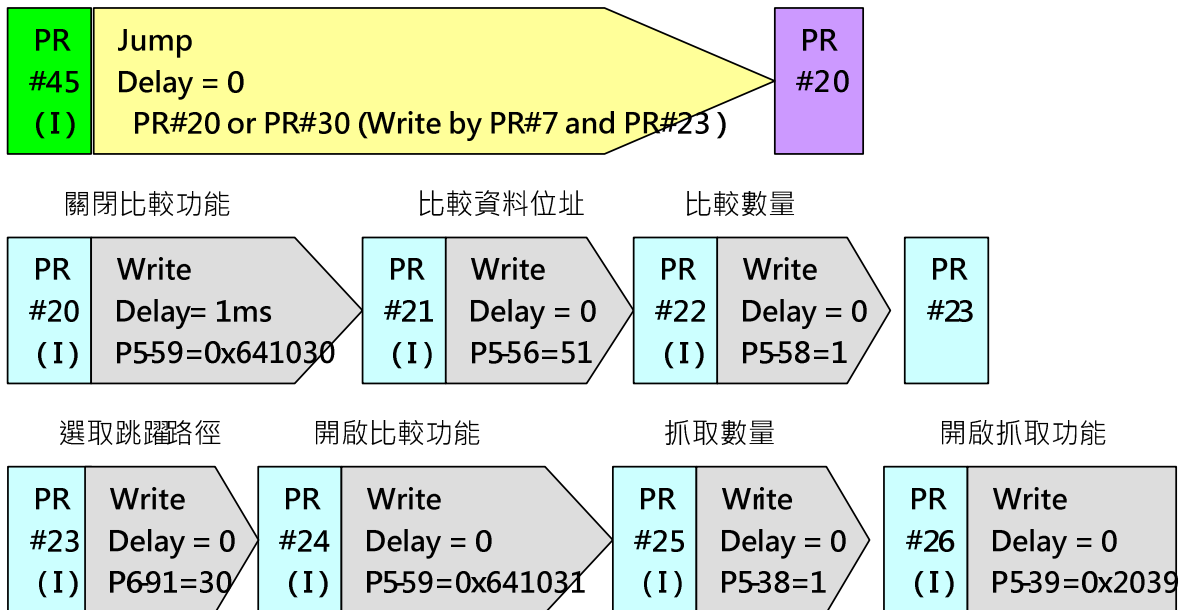 PR
#45
(I)
Jump
Delay = 0
PR#20 or PR#30 (Write by PR#7 and PR#23 )
PR
#20
關閉比較功能
比較資料位址
比較數量
PR
#20
(I)
Write
Delay= 1ms
P5-59=0x641030
PR
#21
(I)
Write
Delay = 0
P5-56=51
PR
#22
(I)
Write
Delay = 0
P5-58=1
PR
#23
選取跳躍路徑
開啟比較功能
抓取數量
開啟抓取功能
PR
#23
(I)
Write
Delay = 0
P6-91=30
PR
#24
(I)
Write
Delay = 0
P5-59=0x641031
PR
#25
(I)
Write
Delay = 0
P5-38=1
PR
#26
(I)
Write
Delay = 0
P5-39=0x2039